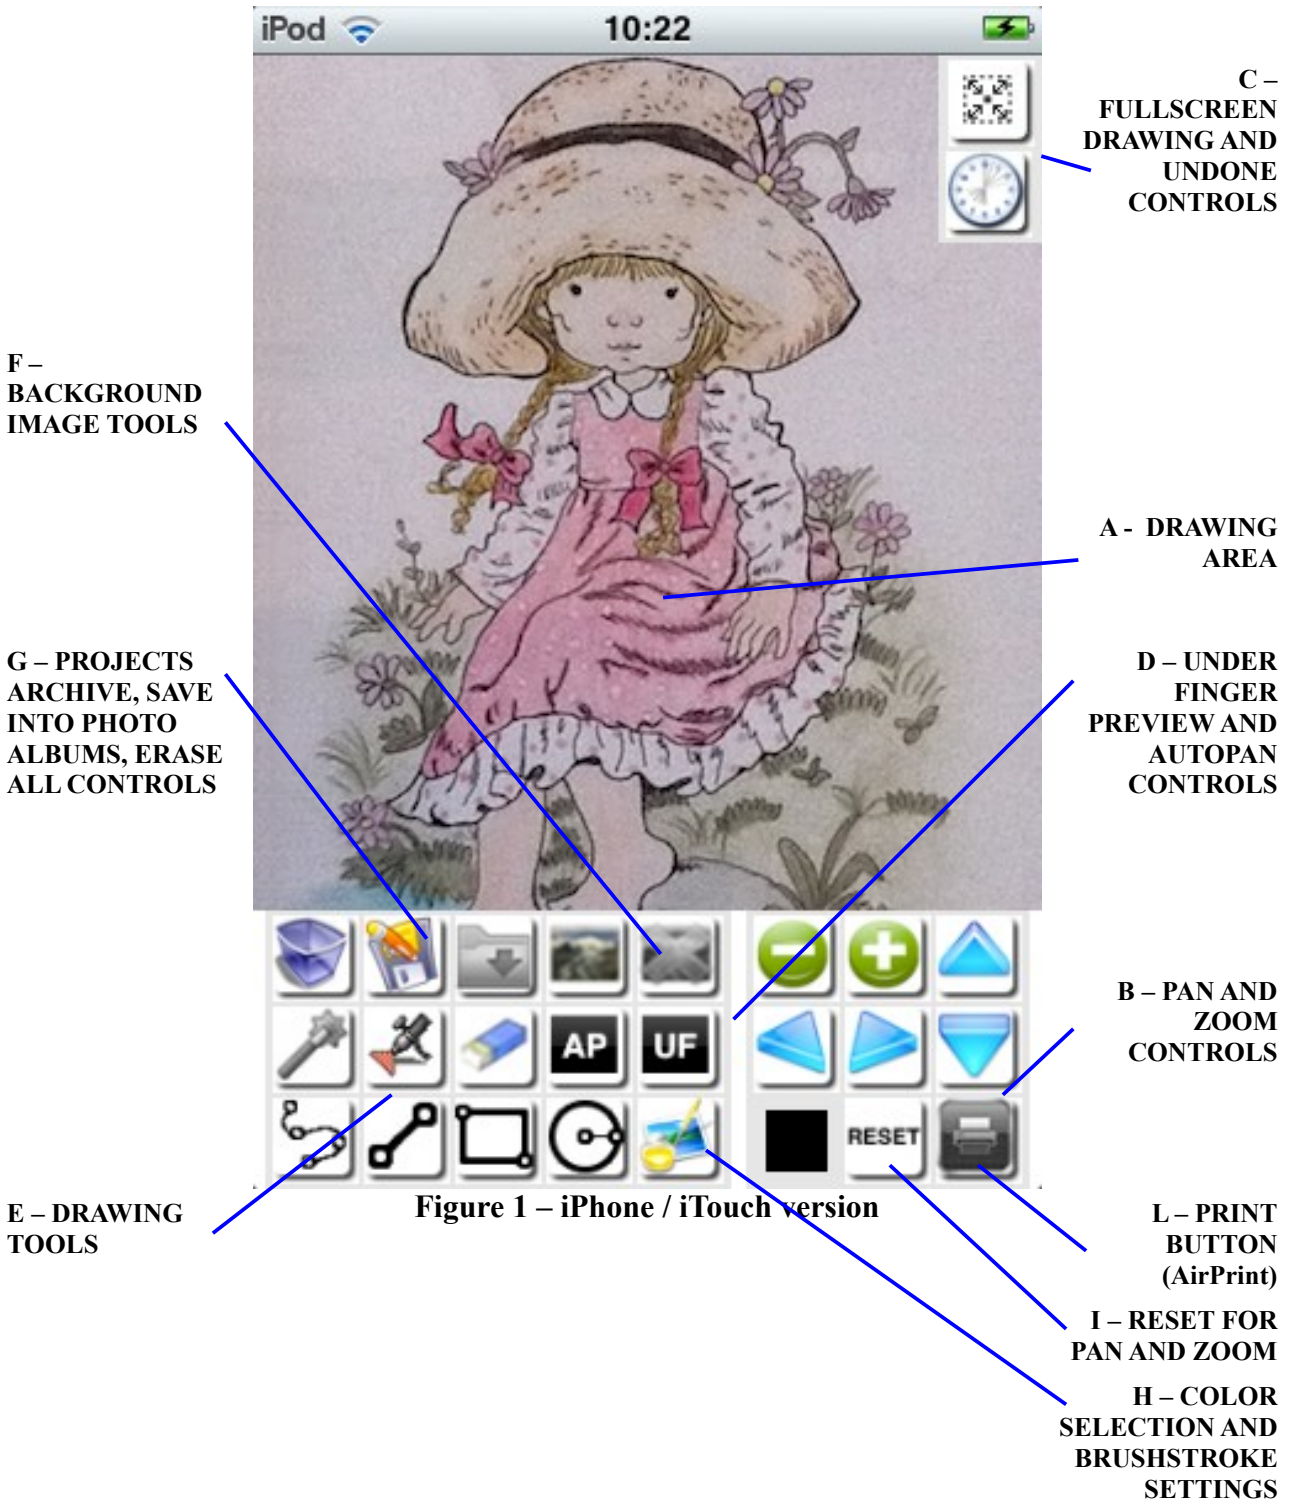 iPod
10:22
C –
FULLSCREEN
DRAWING AND
UNDONE
CONTROLS
F –
BACKGROUND
IMAGE TOOLS
A - DRAWING
AREA
G – PROJECTS
ARCHIVE, SAVE
INTO PHOTO
ALBUMS, ERASE
ALL CONTROLS
D – UNDER
FINGER
PREVIEW AND
AUTOPAN
CONTROLS
B – PAN AND
ZOOM
CONTROLS
AP
UF
RESET
Figure 1 – iPhone / iTouch version
E – DRAWING
TOOLS
L – PRINT
BUTTON
(AirPrint)
I – RESET FOR
PAN AND ZOOM
H – COLOR
SELECTION AND
BRUSHSTROKE
SETTINGS